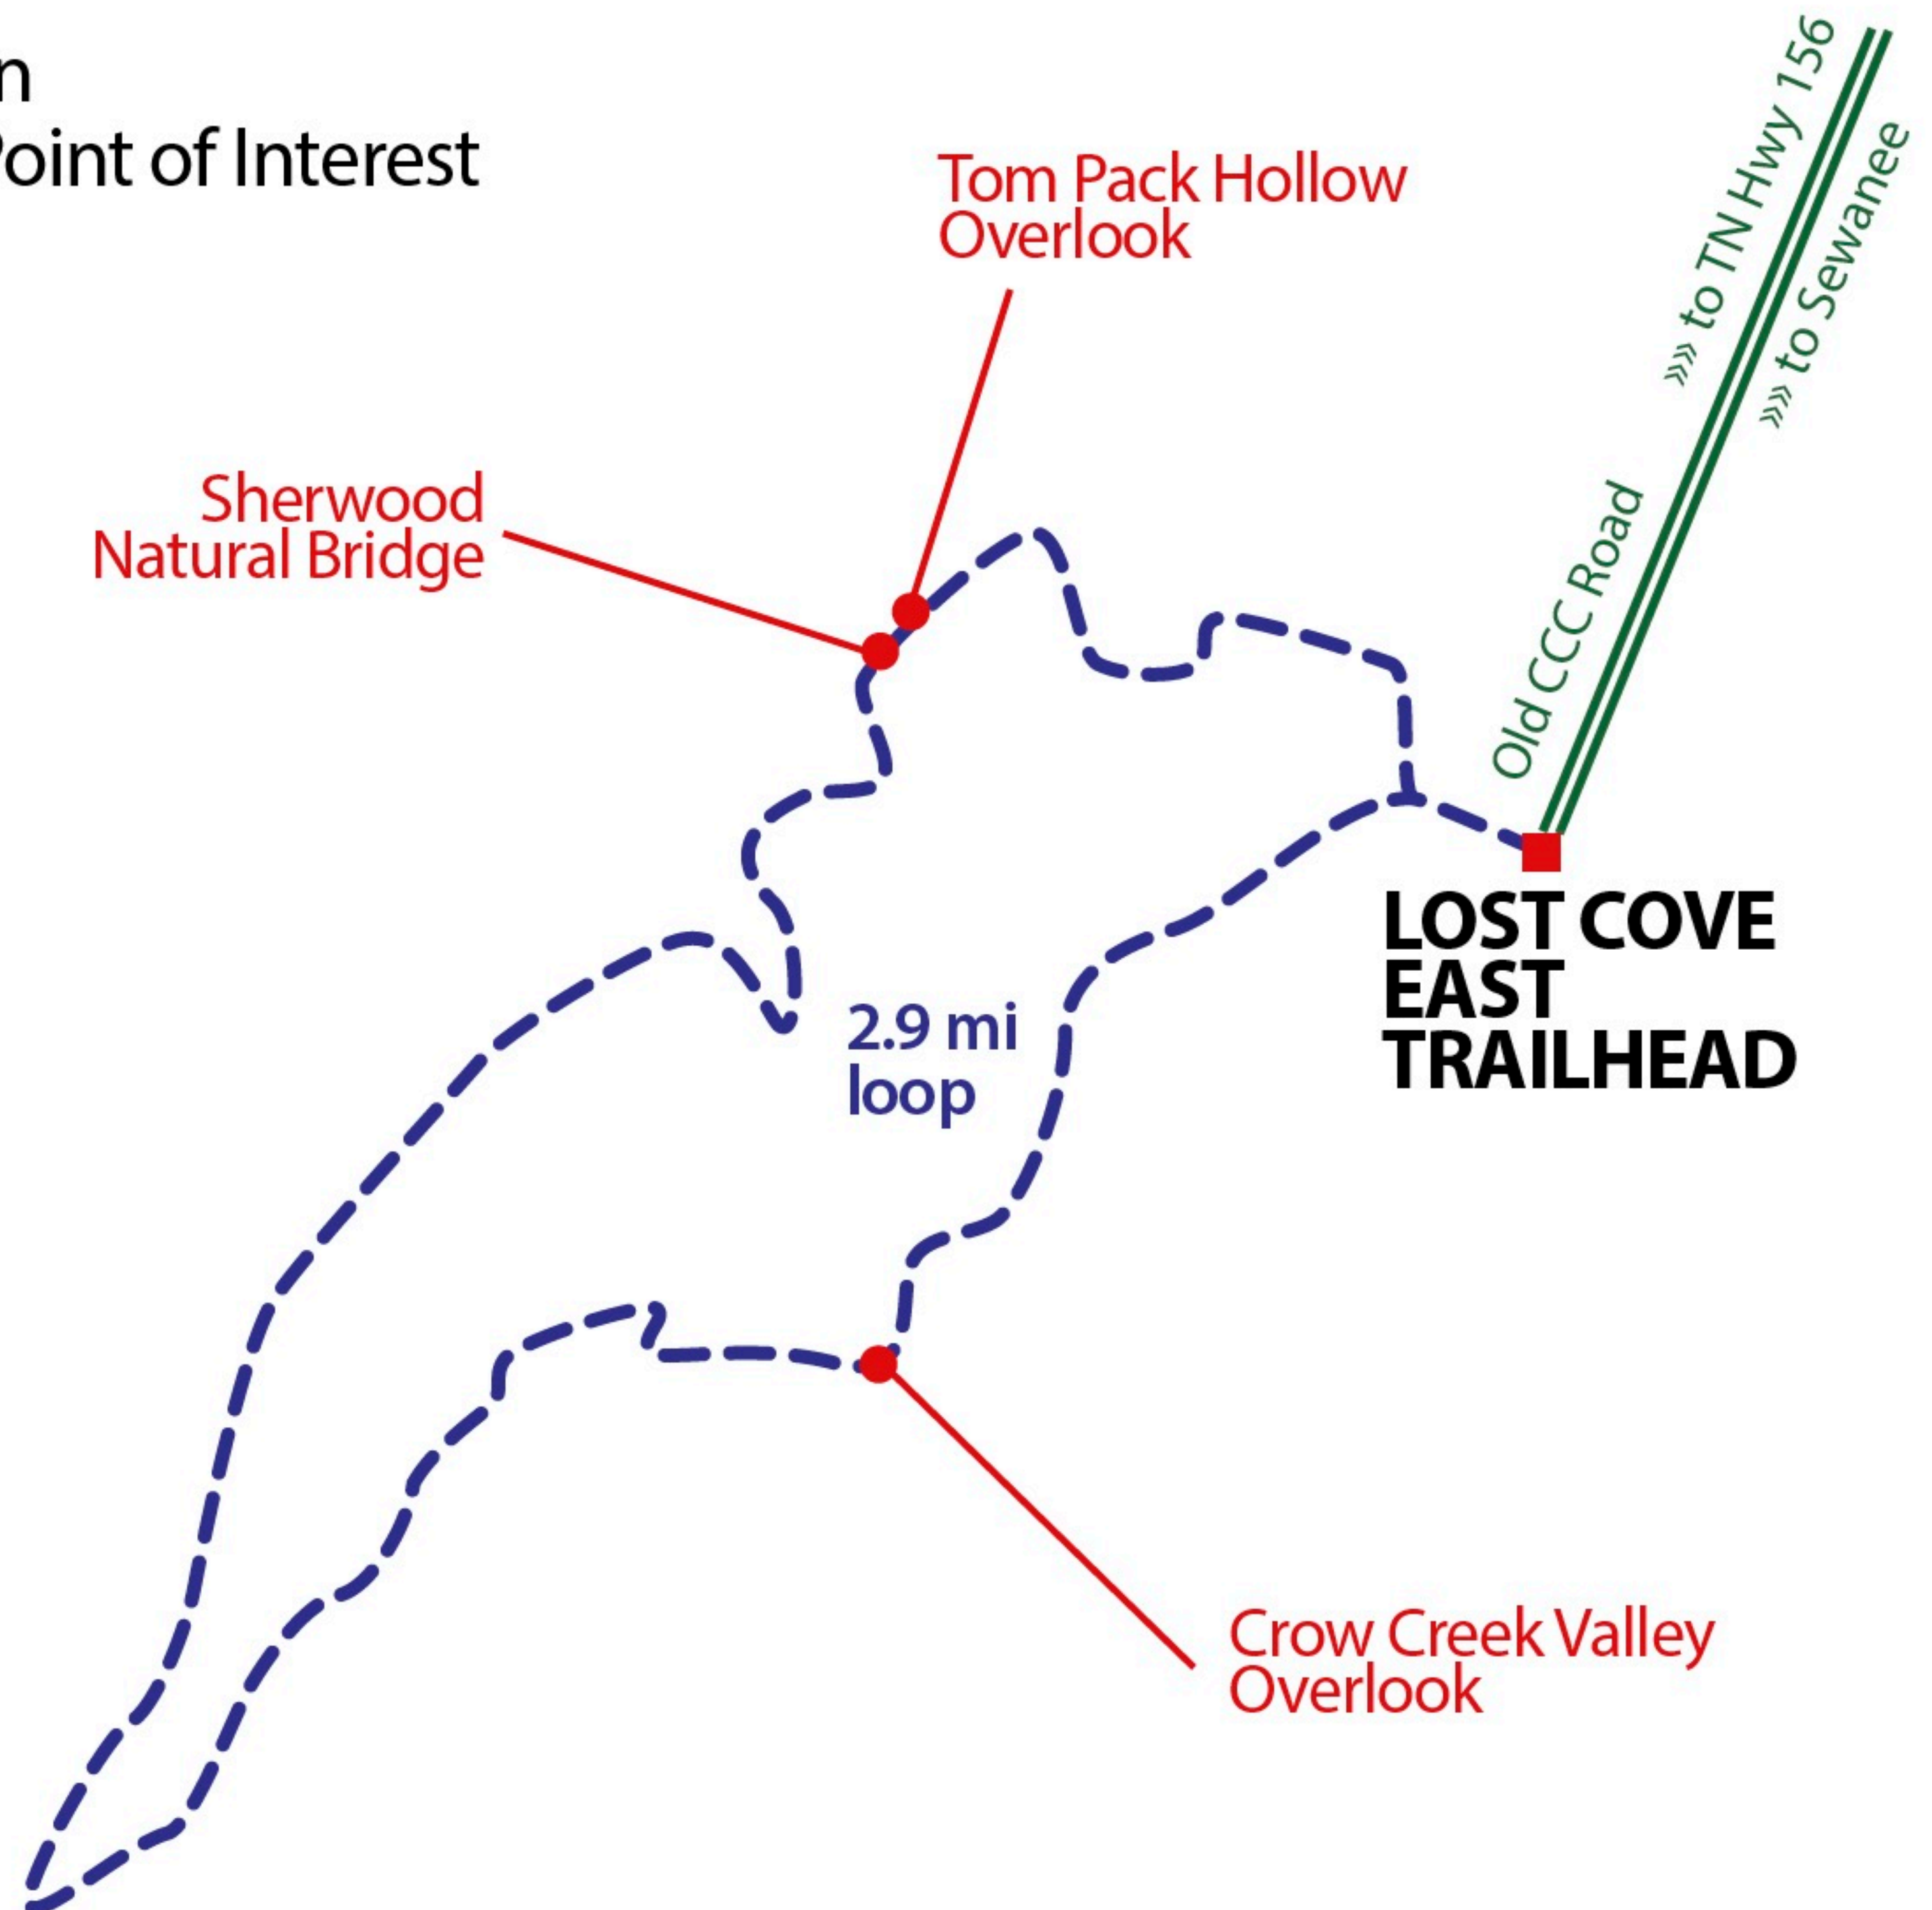 n
Point of Interest
Tom Pack Hollow
Overlook
»»» to TN Hwy 156
»»» to Sewanee
Sherwood
Natural Bridge
Old CCC Road
LOST COVE
EAST
TRAILHEAD
2.9 mi
loop
Crow Creek Valley
Overlook